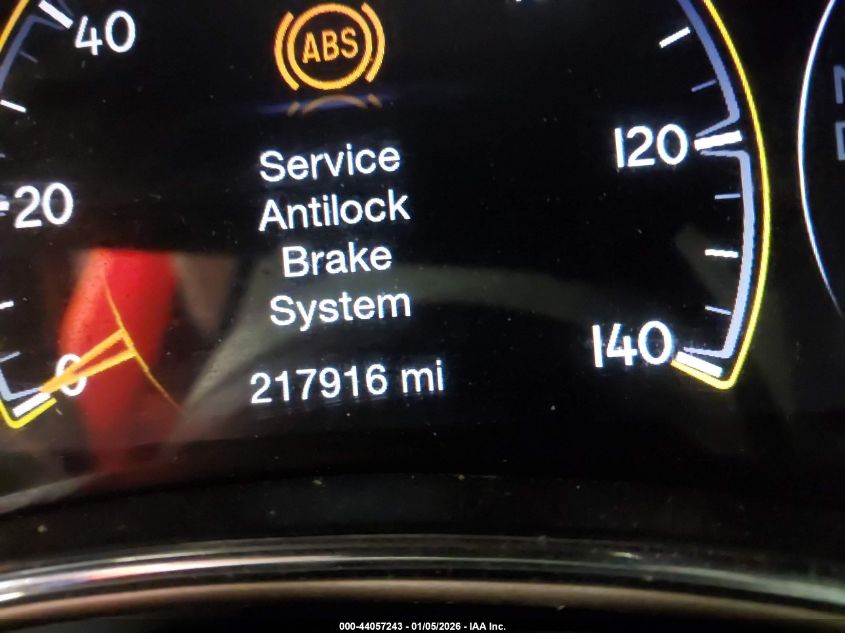 40
ABS
Service
Antilock
Brake
System
217916 mi
20
0
120
140
000-44057243 - 01/05/2026 - IAA Inc.